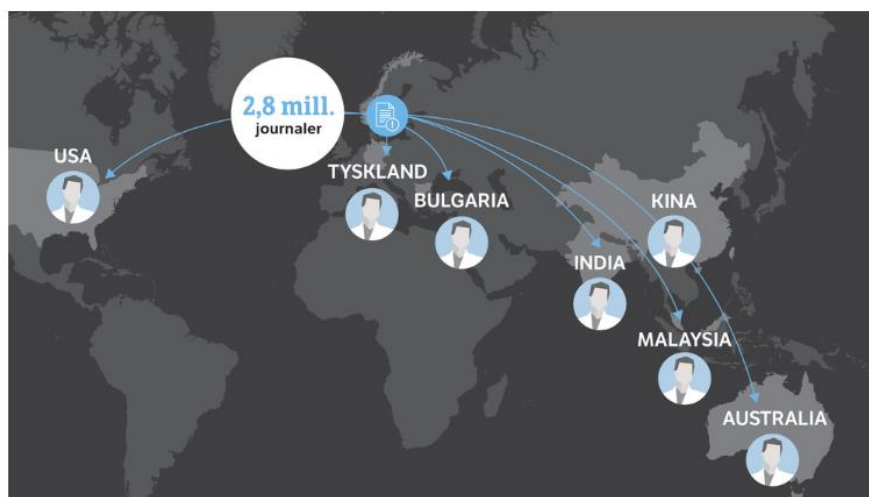 2,8 mill.
journaler
USA
TYSKLAND
BULGARIA
KINA
INDIA
MALAYSIA
AUSTRALIA